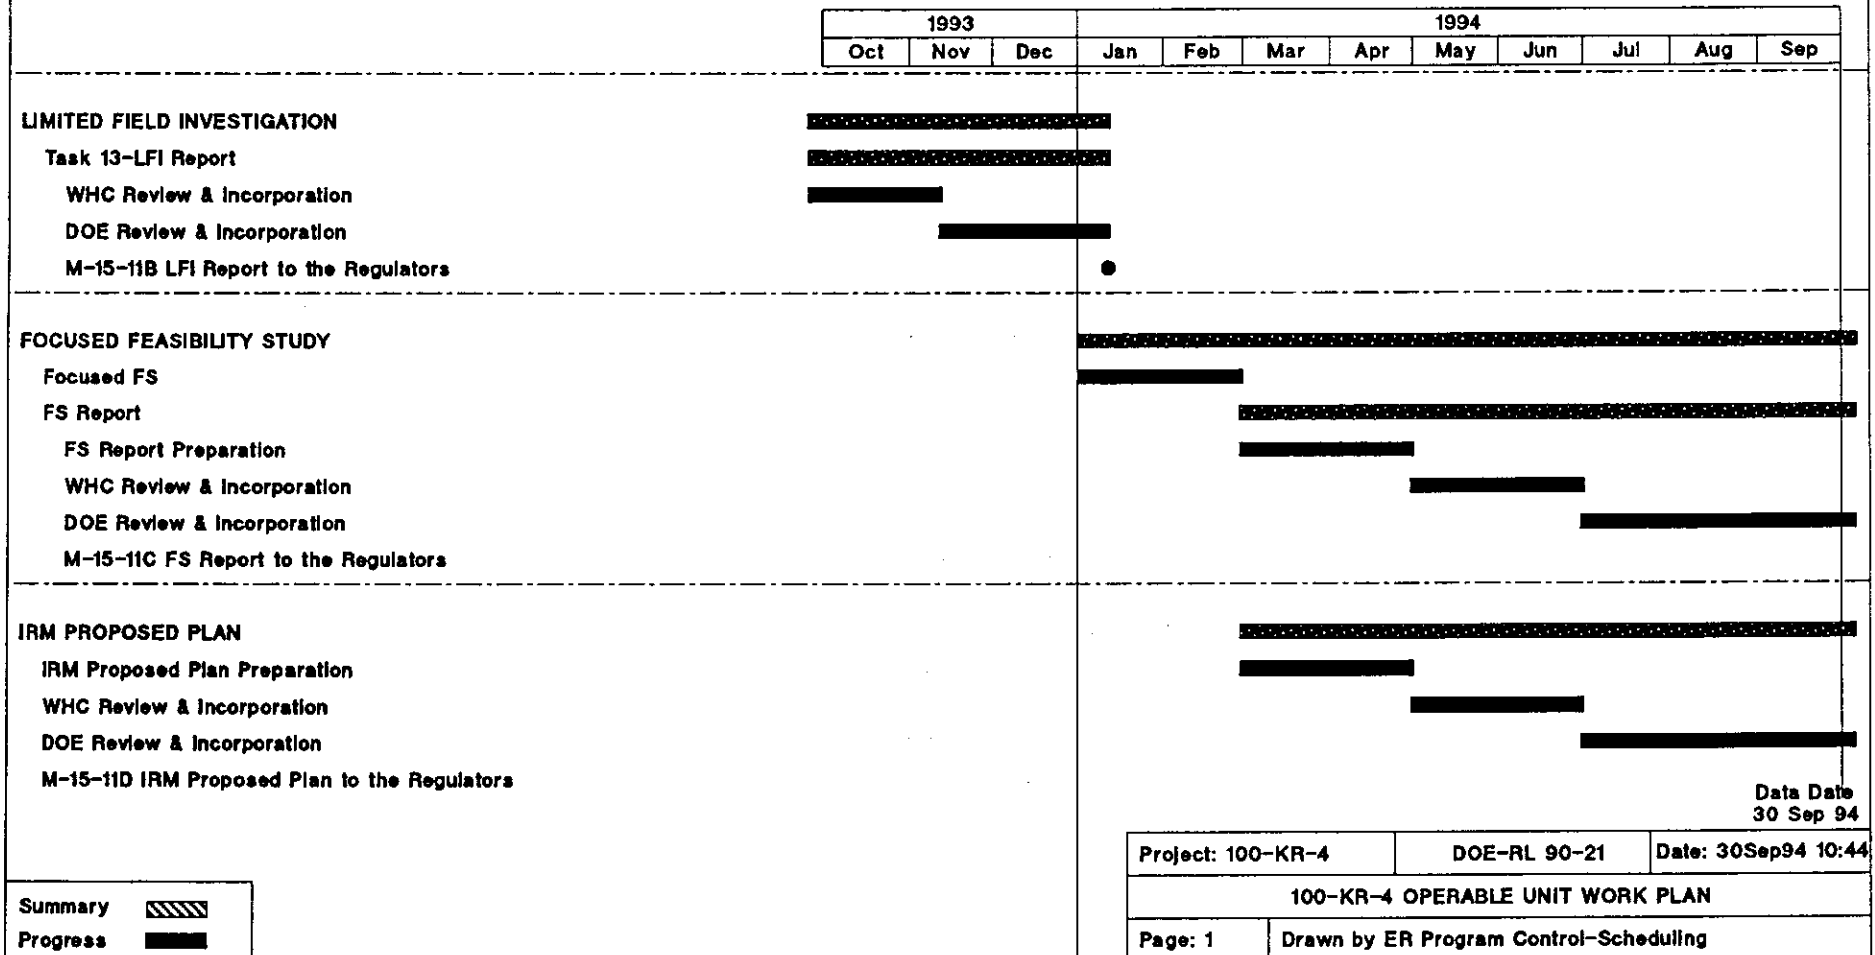 1993 1994
Oct Nov Dec Jan Feb Mar Apr May Jun Jul Aug Sep
LIMITED FIELD INVESTIGATION
Task 13-LFI Report
WHC Review & Incorporation
DOE Review & Incorporation
M-15-11B LFI Report to the Regulators
FOCUSED FEASIBILITY STUDY
Focused FS
FS Report
FS Report Preparation
WHC Review & Incorporation
DOE Review & Incorporation
M-15-11C FS Report to the Regulators
IRM PROPOSED PLAN
IRM Proposed Plan Preparation
WHC Review & Incorporation
DOE Review & Incorporation
M-15-11D IRM Proposed Plan to the Regulators
Data Date
30 Sep 94
Project: 100-KR-4 DOE-RL 90-21 Date: 30Sep94 10:44
100-KR-4 OPERABLE UNIT WORK PLAN
Page: 1 Drawn by ER Program Control-Scheduling
Summary
Progress